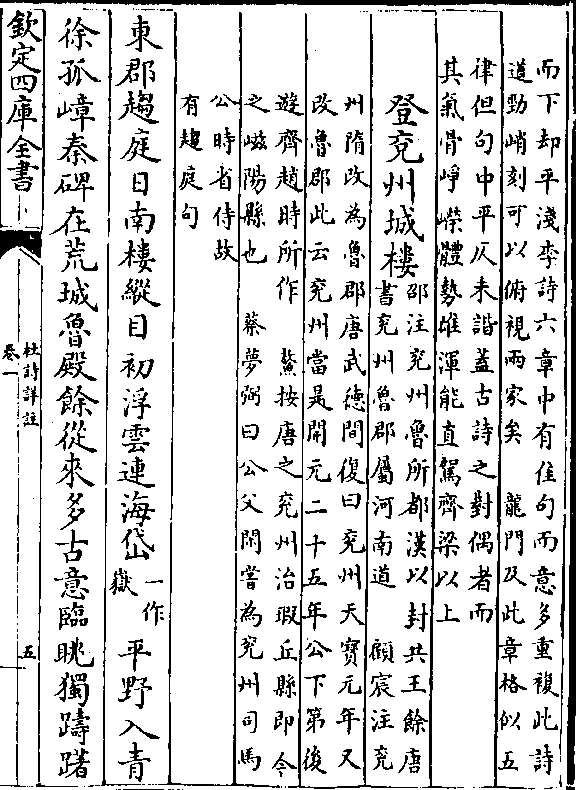 而下却平淺李詩六章中有佳句而意多重複此詩
遒勁峭刻可以俯視兩家矣　龍門及此章格似五
律但句中平仄未諧蓋古詩之對偶者而
其氣骨崢嶸體勢雄渾能直駕齊梁以上
登兖州城樓
邵注兖州魯所都漢以封共王餘唐
書兖州魯郡屬河南道　顧宸注兖
州隋改為魯郡唐武徳間復曰兖州天寳元年又
改魯郡此云兖州當是開元二十五年公下第後
遊齊趙時所作　鰲按唐之兖州治瑕丘縣即今
之嵫陽縣也　蔡夢弼曰公父閑嘗為兖州司馬
公時省侍故
有趨庭句
東郡趨庭日南樓縱目初浮雲連海岱
一作
嶽
平野入青
徐孤嶂秦碑在荒城魯殿餘從來多古意臨眺獨躊躇
欽定四庫全書
杜詩詳註
卷一
五